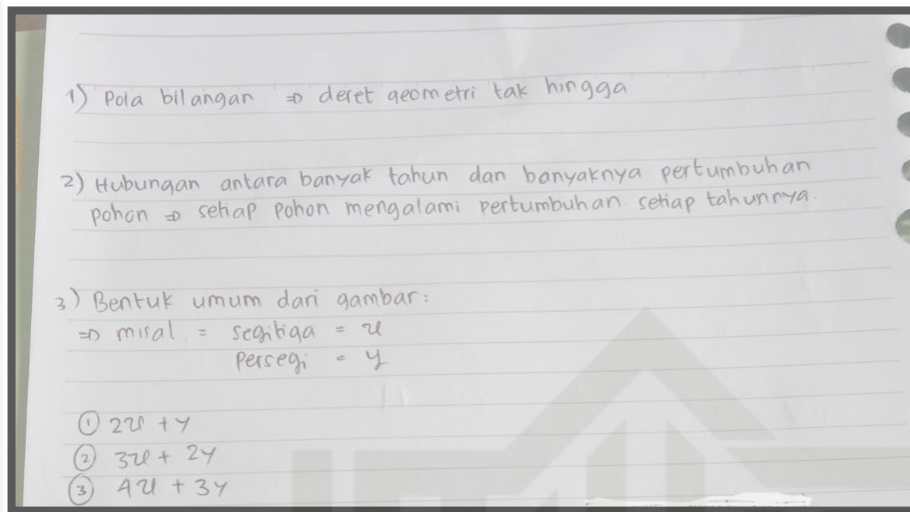 1) Pola bilangan ⇒ deret geometri tak hingga
2) Hubungan antara banyak tahun dan banyaknya pertumbuhan
pohon ⇒ setiap pohon mengalami pertumbuhan setiap tahunnya.
3) Bentuk umum dari gambar :
⇒ misal = segitiga = x
persegi = y
① 2x + y
② 3x + 2y
③ 4x + 3y